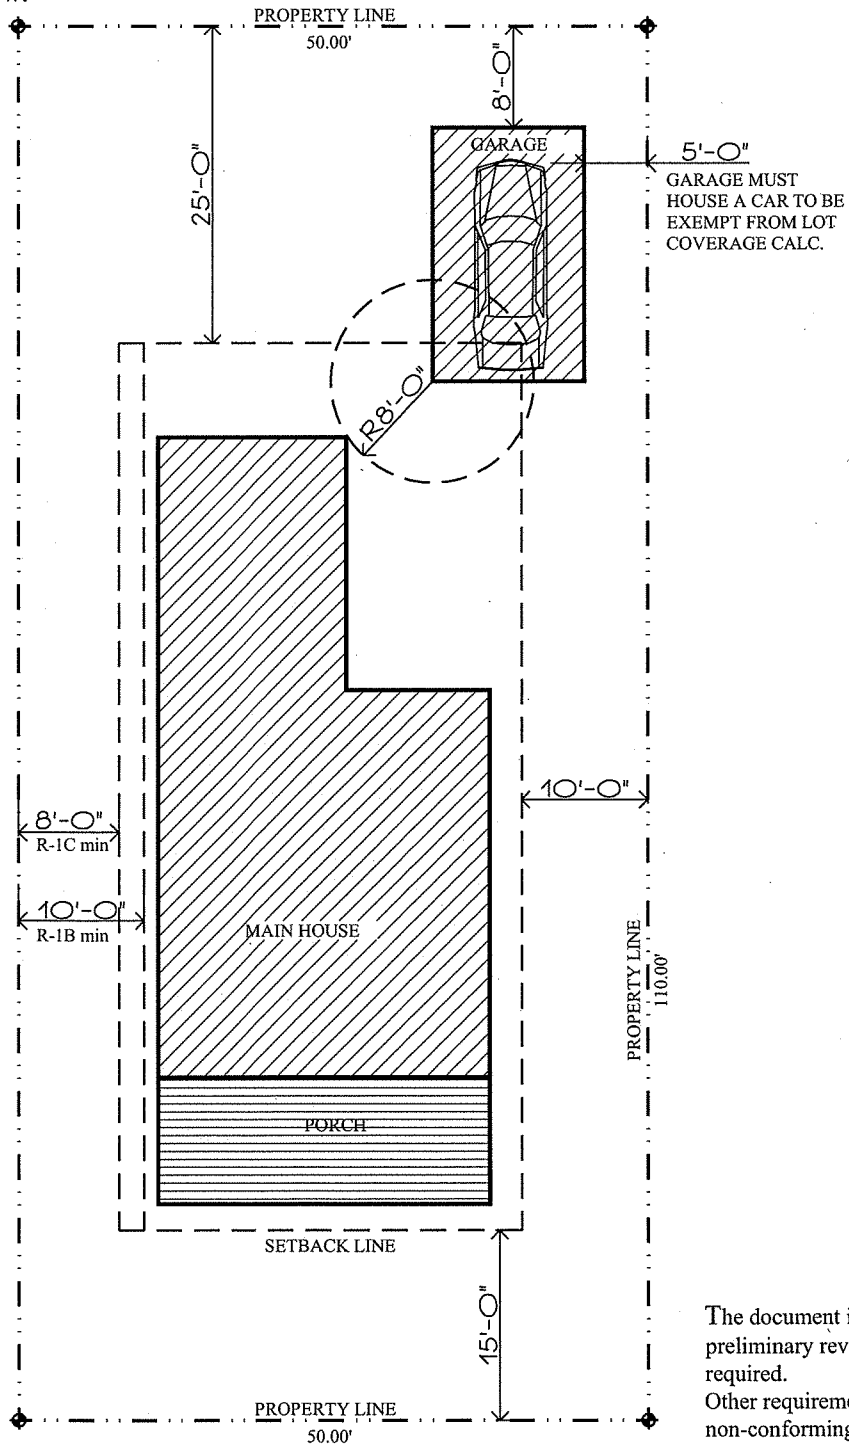 PROPERTY LINE
50.00'
8'-0"
25'-0"
GARAGE
5'-0"
GARAGE MUST
HOUSE A CAR TO BE
EXEMPT FROM LOT
COVERAGE CALC.
R8'-0"
10'-0"
8'-0"
R-1C min
10'-0"
R-1B min
MAIN HOUSE
PROPERTY LINE
110.00'
PORCH
SETBACK LINE
15'-0"
The document i
preliminary rev
required.
Other requireme
non-conforming
PROPERTY LINE
50.00'